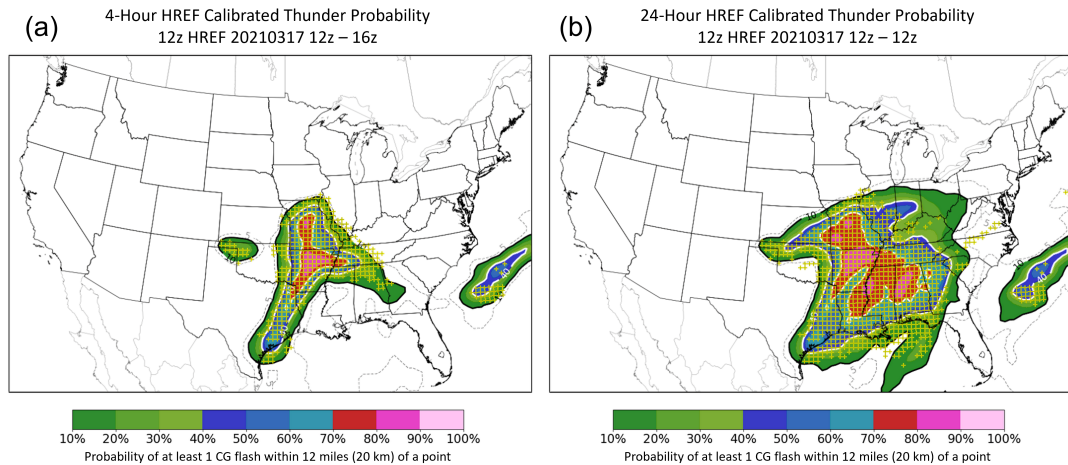 (a)
4-Hour HREF Calibrated Thunder Probability
12z HREF 20210317 12z – 16z
10% 20% 30% 40% 50% 60% 70% 80% 90% 100%
Probability of at least 1 CG flash within 12 miles (20 km) of a point
(b)
24-Hour HREF Calibrated Thunder Probability
12z HREF 20210317 12z – 12z
10% 20% 30% 40% 50% 60% 70% 80% 90% 100%
Probability of at least 1 CG flash within 12 miles (20 km) of a point